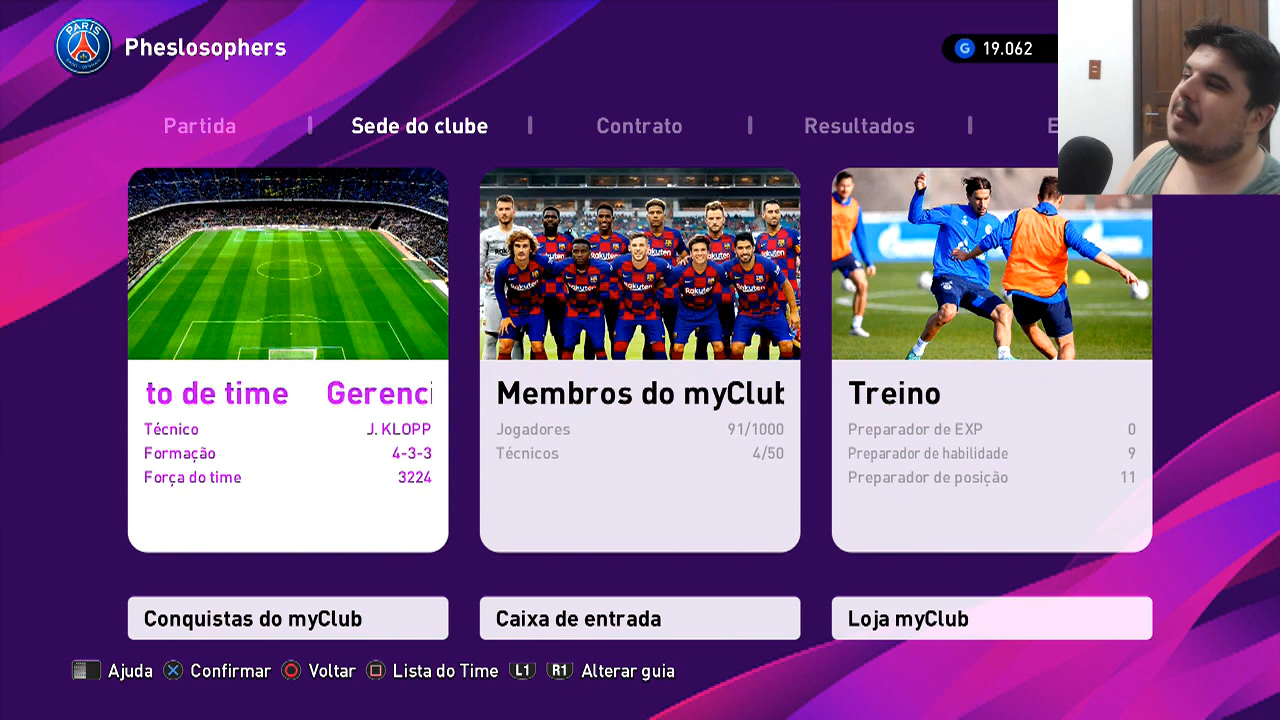 PARIS
Pheslosophers
G 19.062
Partida
Sede do clube
Contrato
Resultados
E
to de time Gerenci
Técnico J. KLOPP
Formação 4-3-3
Força do time 3224
Membros do myClub
Jogadores 91/1000
Técnicos 4/50
Treino
Preparador de EXP 0
Preparador de habilidade 9
Preparador de posição 11
Conquistas do myClub
Caixa de entrada
Loja myClub
Ajuda
Confirmar
Voltar
Lista do Time
L1 R1 Alterar guia